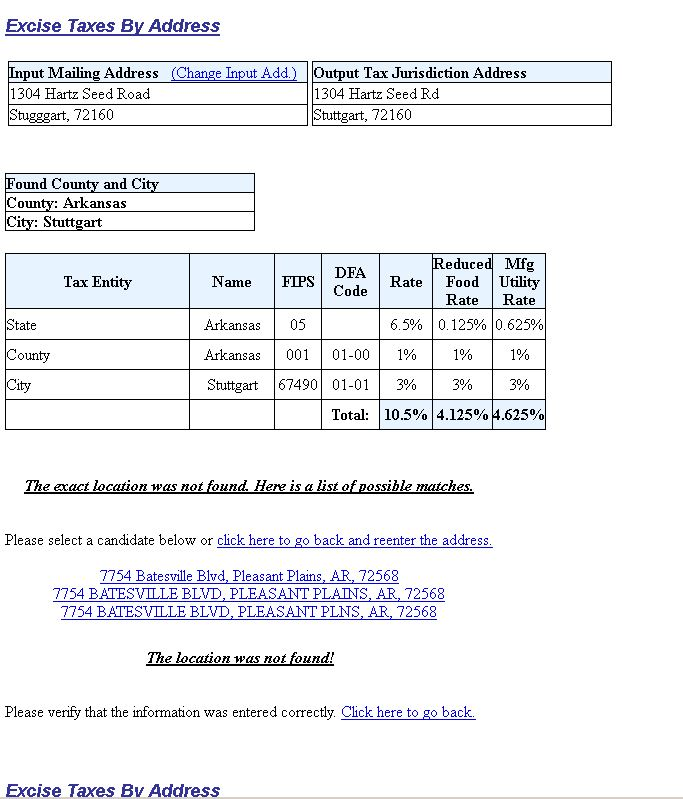 Excise Taxes By Address
Input Mailing Address (Change Input Add.) Output Tax Jurisdiction Address
1304 Hartz Seed Road 1304 Hartz Seed Rd
Stugggart, 72160 Stuttgart, 72160
Found County and City
County: Arkansas
City: Stuttgart
Tax Entity Name FIPS DFA Code Rate Reduced Food Rate Mfg Utility Rate
State Arkansas 05 6.5% 0.125% 0.625%
County Arkansas 001 01-00 1% 1% 1%
City Stuttgart 67490 01-01 3% 3% 3%
Total: 10.5% 4.125% 4.625%
The exact location was not found. Here is a list of possible matches.
Please select a candidate below or click here to go back and reenter the address.
7754 Batesville Blvd, Pleasant Plains, AR, 72568
7754 BATESVILLE BLVD, PLEASANT PLAINS, AR, 72568
7754 BATESVILLE BLVD, PLEASANT PLNS, AR, 72568
The location was not found!
Please verify that the information was entered correctly. Click here to go back.
Excise Taxes By Address